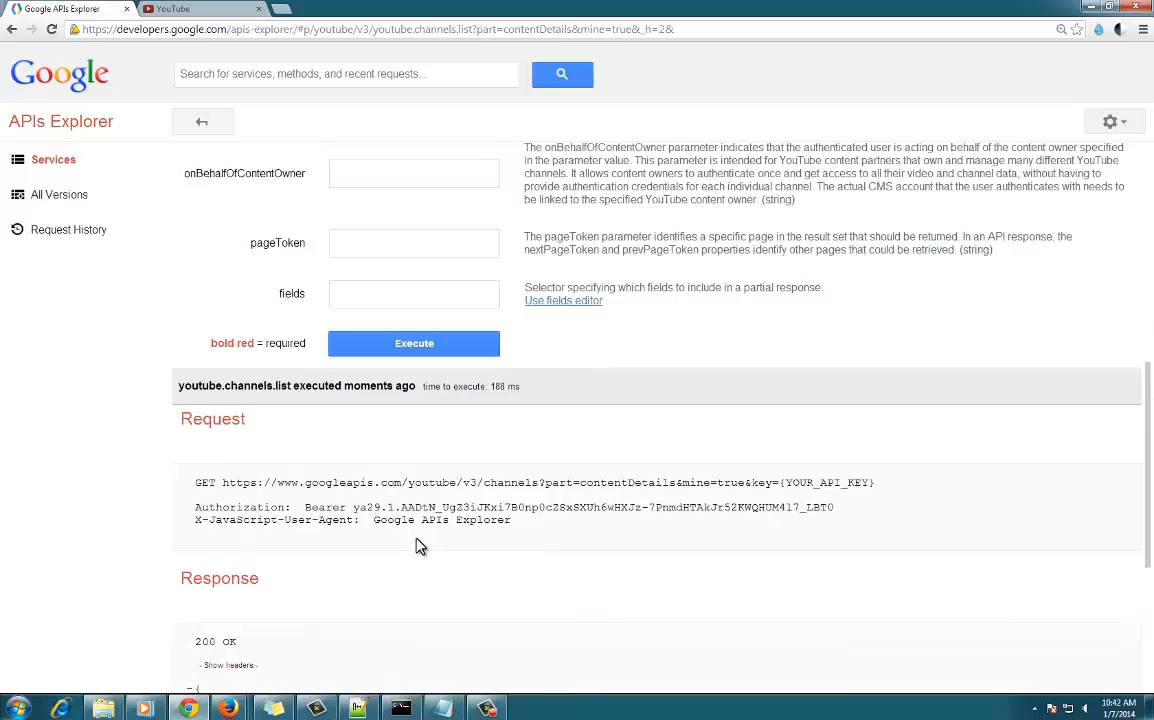 Google APIs Explorer
YouTube
https://developers.google.com/apis-explorer/#p/youtube/v3/youtube.channels.list?part=contentDetails&mine=true&_h=2&
Google
Search for services, methods, and recent requests...
APIs Explorer
Services
All Versions
Request History
onBehalfOfContentOwner
The onBehalfOfContentOwner parameter indicates that the authenticated user is acting on behalf of the content owner specified
in the parameter value. This parameter is intended for YouTube content partners that own and manage many different YouTube
channels. It allows content owners to authenticate once and get access to all their video and channel data, without having to
provide authentication credentials for each individual channel. The actual CMS account that the user authenticates with needs to
be linked to the specified YouTube content owner. (string)
pageToken
The pageToken parameter identifies a specific page in the result set that should be returned. In an API response, the
nextPageToken and prevPageToken properties identify other pages that could be retrieved. (string)
fields
Selector specifying which fields to include in a partial response.
Use fields editor
bold red = required
Execute
youtube.channels.list executed moments ago time to execute: 188 ms
Request
GET https://www.googleapis.com/youtube/v3/channels?part=contentDetails&mine=true&key={YOUR_API_KEY}
Authorization: Bearer ya29.1.AADtN_UgZ3iJKxi7B0np0cZSxSXUh6wHXJz-7PnmdHTAkJr52KWQHUM4l7_LBT0
X-JavaScript-User-Agent: Google APIs Explorer
Response
200 OK
- Show headers -
-{
10:42 AM
1/7/2014